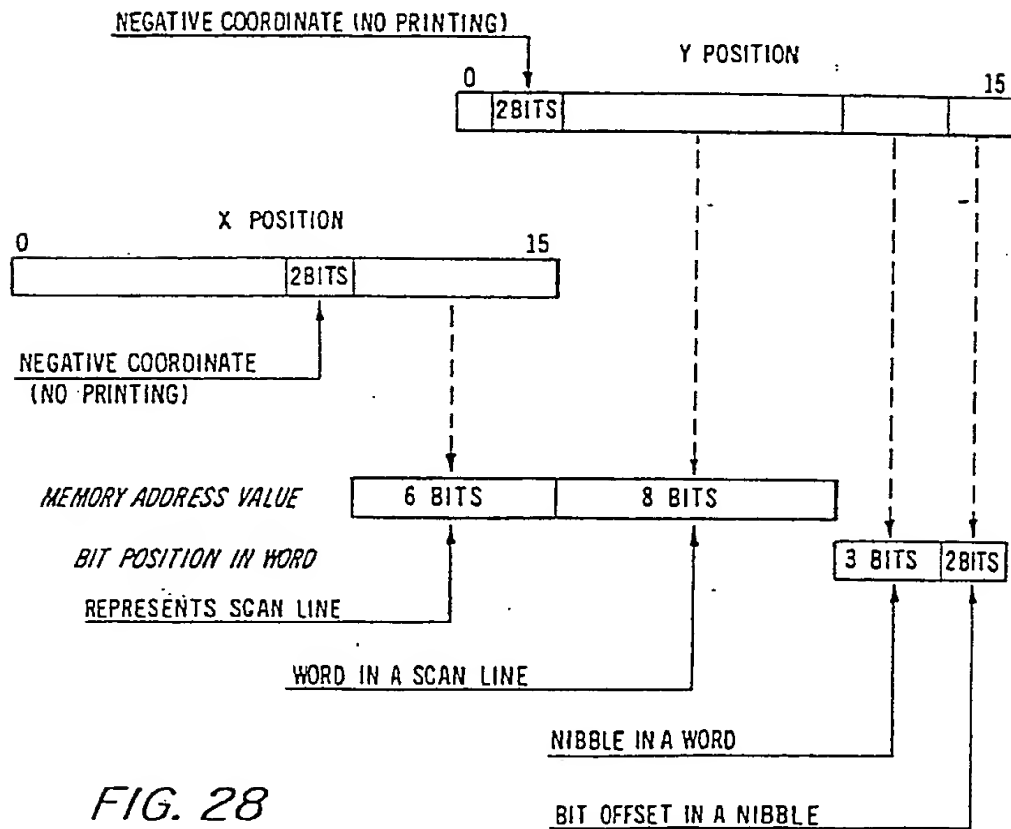 NEGATIVE COORDINATE (NO PRINTING)
Y POSITION
0 15
2BITS
X POSITION
0 15
2BITS
NEGATIVE COORDINATE
(NO PRINTING)
MEMORY ADDRESS VALUE 6 BITS 8 BITS
BIT POSITION IN WORD 3 BITS 2BITS
REPRESENTS SCAN LINE
WORD IN A SCAN LINE
NIBBLE IN A WORD
BIT OFFSET IN A NIBBLE
FIG. 28